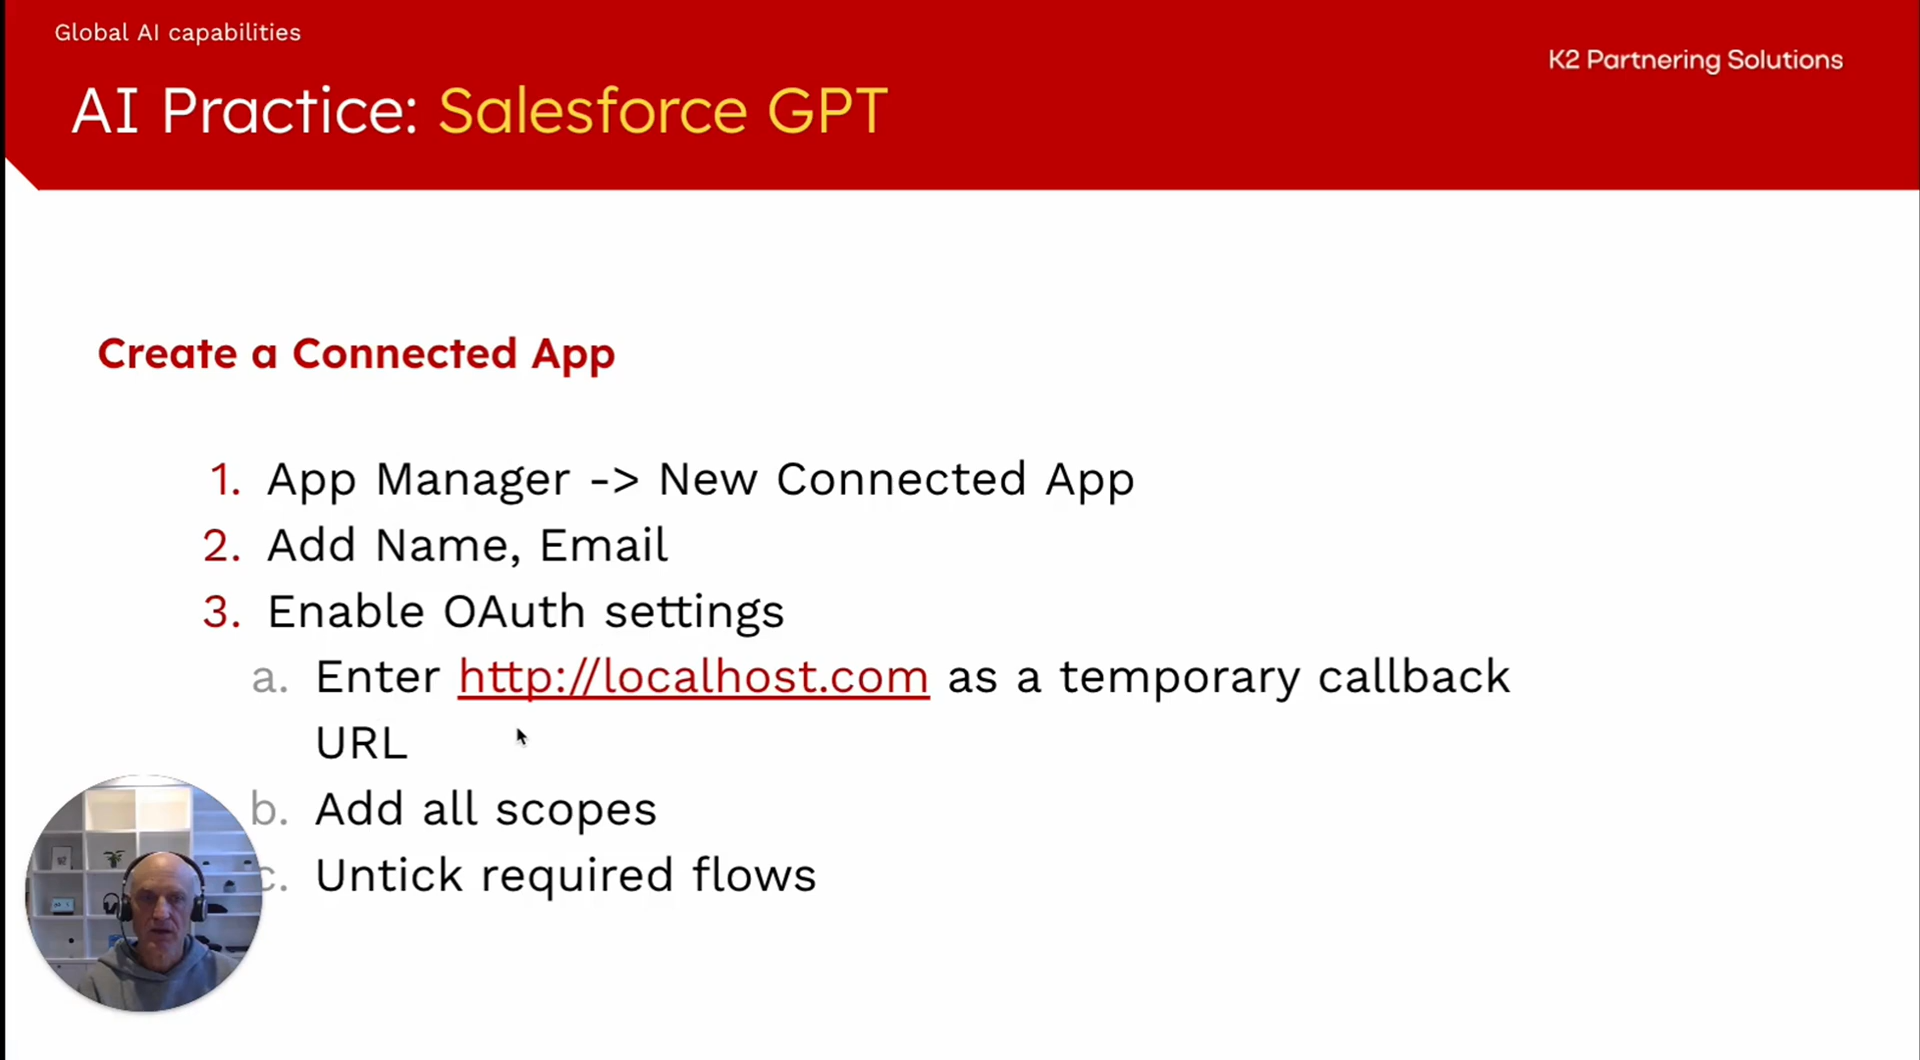 Global AI capabilities
K2 Partnering Solutions
AI Practice: Salesforce GPT
Create a Connected App
1. App Manager -> New Connected App
2. Add Name, Email
3. Enable OAuth settings
a. Enter http://localhost.com as a temporary callback
URL
b. Add all scopes
c. Untick required flows